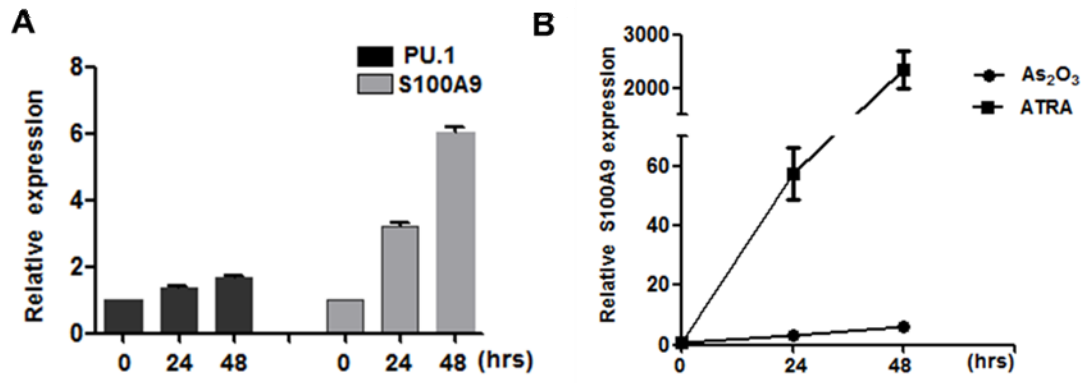 A
Relative expression
8
6
4
2
0
PU.1
S100A9
0 24 48 0 24 48 (hrs)
B
Relative S100A9 expression
3000
2000
60
40
20
0
As₂O₃
ATRA
0 24 48 (hrs)